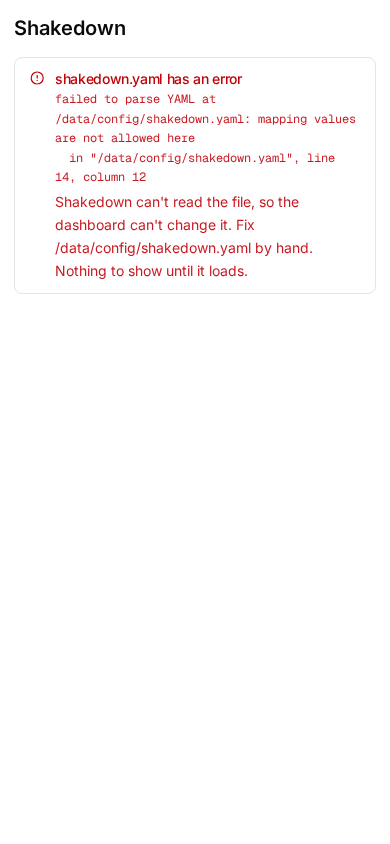 Shakedown
shakedown.yaml has an error
failed to parse YAML at
/data/config/shakedown.yaml: mapping values
are not allowed here
  in "/data/config/shakedown.yaml", line
14, column 12
Shakedown can't read the file, so the
dashboard can't change it. Fix
/data/config/shakedown.yaml by hand.
Nothing to show until it loads.